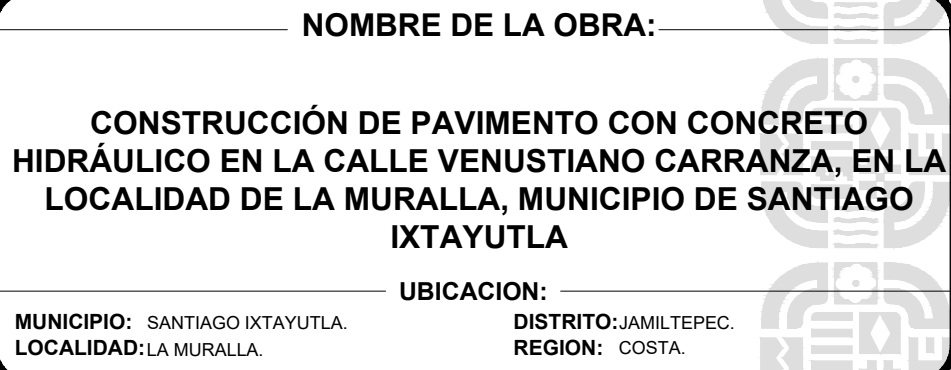 NOMBRE DE LA OBRA:
CONSTRUCCIÓN DE PAVIMENTO CON CONCRETO
HIDRÁULICO EN LA CALLE VENUSTIANO CARRANZA, EN LA
LOCALIDAD DE LA MURALLA, MUNICIPIO DE SANTIAGO
IXTAYUTLA
UBICACION:
MUNICIPIO: SANTIAGO IXTAYUTLA. DISTRITO: JAMILTEPEC.
LOCALIDAD: LA MURALLA. REGION: COSTA.